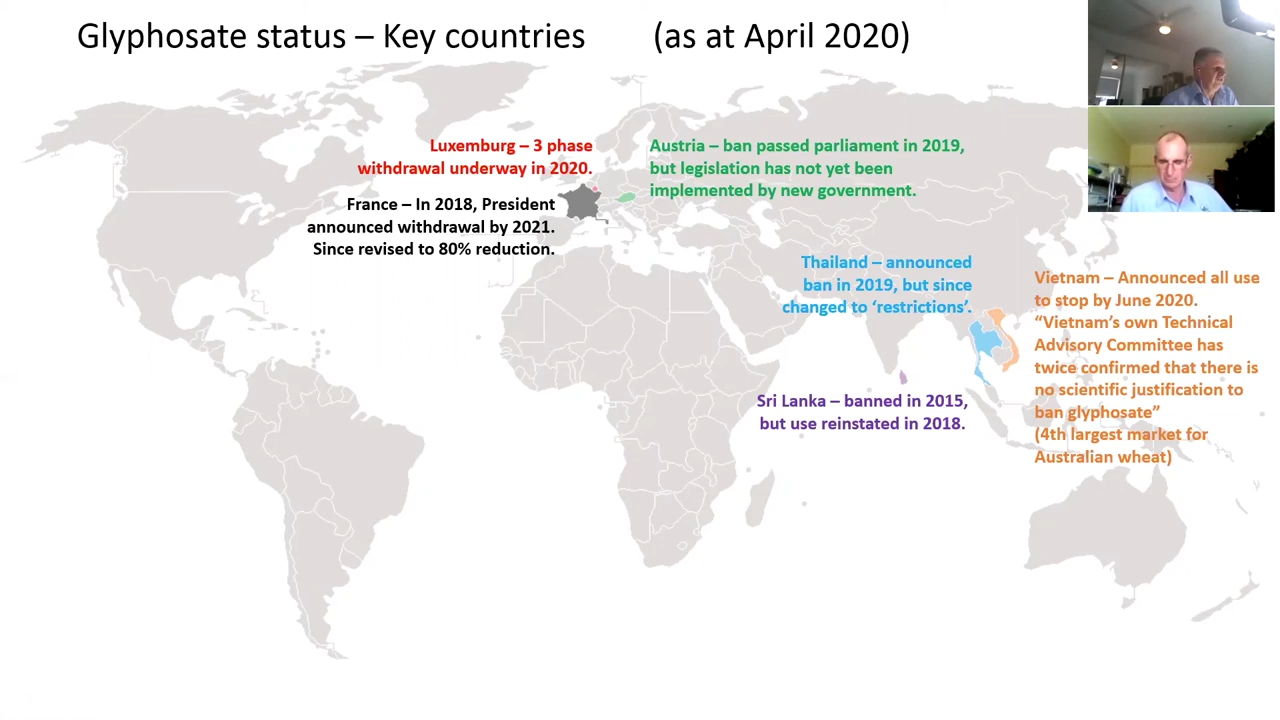 Glyphosate status – Key countries (as at April 2020)
Luxemburg – 3 phase
withdrawal underway in 2020.
France – In 2018, President
announced withdrawal by 2021.
Since revised to 80% reduction.
Austria – ban passed parliament in 2019,
but legislation has not yet been
implemented by new government.
Thailand – announced
ban in 2019, but since
changed to ‘restrictions’.
Sri Lanka – banned in 2015,
but use reinstated in 2018.
Vietnam – Announced all use
to stop by June 2020.
“Vietnam’s own Technical
Advisory Committee has
twice confirmed that there is
no scientific justification to
ban glyphosate”
(4th largest market for
Australian wheat)